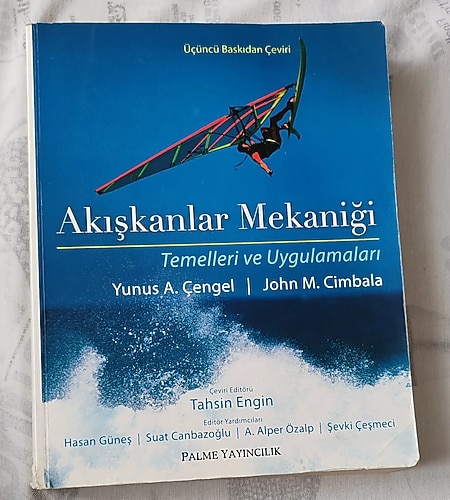 Üçüncü Baskıdan Çeviri
Akışkanlar Mekaniği
Temelleri ve Uygulamaları
Yunus A. Çengel | John M. Cimbala
Çeviri Editörü
Tahsin Engin
Editör Yardımcıları
Hasan Güneş | Suat Canbazoğlu | A. Alper Özalp | Şevki Çeşmeci
PALME YAYINCILIK